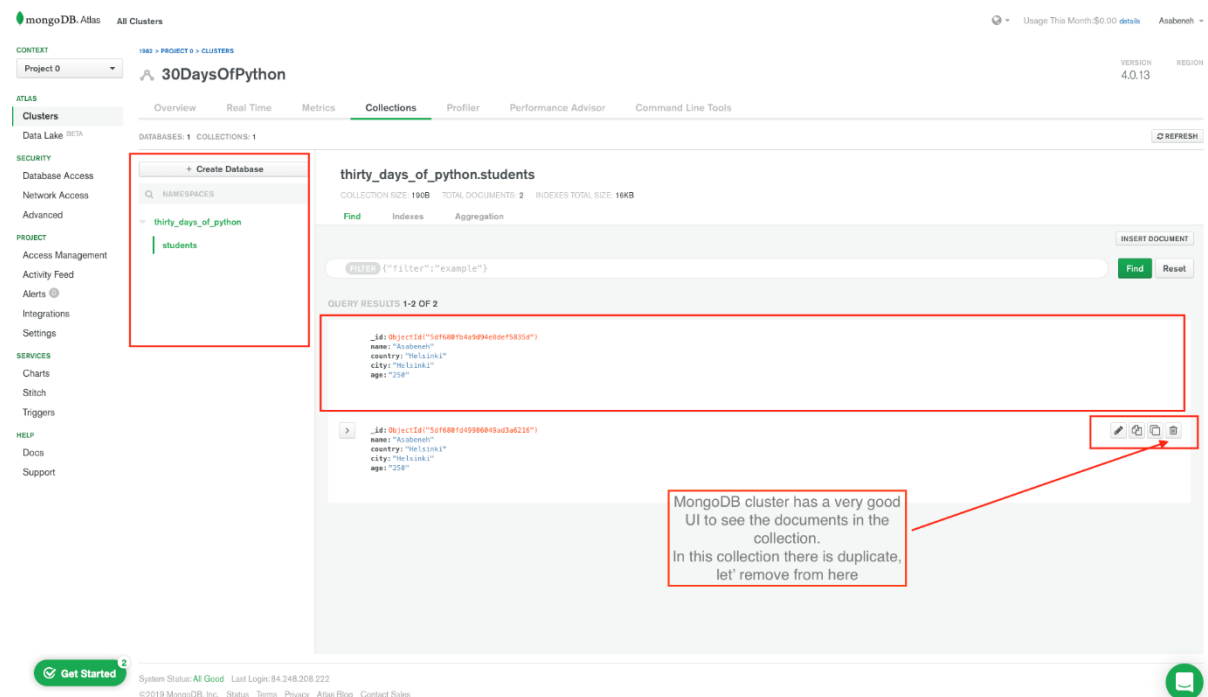 mongoDB. Atlas All Clusters
Usage This Month:$0.00 details Asabeneh
CONTEXT
Project 0
1982 > PROJECT 0 > CLUSTERS
30DaysOfPython
VERSION REGION
4.0.13
ATLAS
Clusters
Data Lake BETA
SECURITY
Database Access
Network Access
Advanced
PROJECT
Access Management
Activity Feed
Alerts 0
Integrations
Settings
SERVICES
Charts
Stitch
Triggers
HELP
Docs
Support
Get Started 2
Overview Real Time Metrics Collections Profiler Performance Advisor Command Line Tools
DATABASES: 1 COLLECTIONS: 1
REFRESH
+ Create Database
NAMESPACES
thirty_days_of_python
students
thirty_days_of_python.students
COLLECTION SIZE: 190B TOTAL DOCUMENTS: 2 INDEXES TOTAL SIZE: 16KB
Find Indexes Aggregation
INSERT DOCUMENT
FILTER {"filter":"example"}
Find Reset
QUERY RESULTS 1-2 OF 2
_id:ObjectId("5df680fb4a9d94e8def5835d")
name:"Asabeneh"
country:"Helsinki"
city:"Helsinki"
age:"250"
_id:ObjectId("5df680fd49986049ad3a6216")
name:"Asabeneh"
country:"Helsinki"
city:"Helsinki"
age:"250"
MongoDB cluster has a very good
UI to see the documents in the
collection.
In this collection there is duplicate,
let' remove from here
System Status: All Good Last Login: 84.248.208.222
©2019 MongoDB, Inc. Status Terms Privacy Atlas Blog Contact Sales